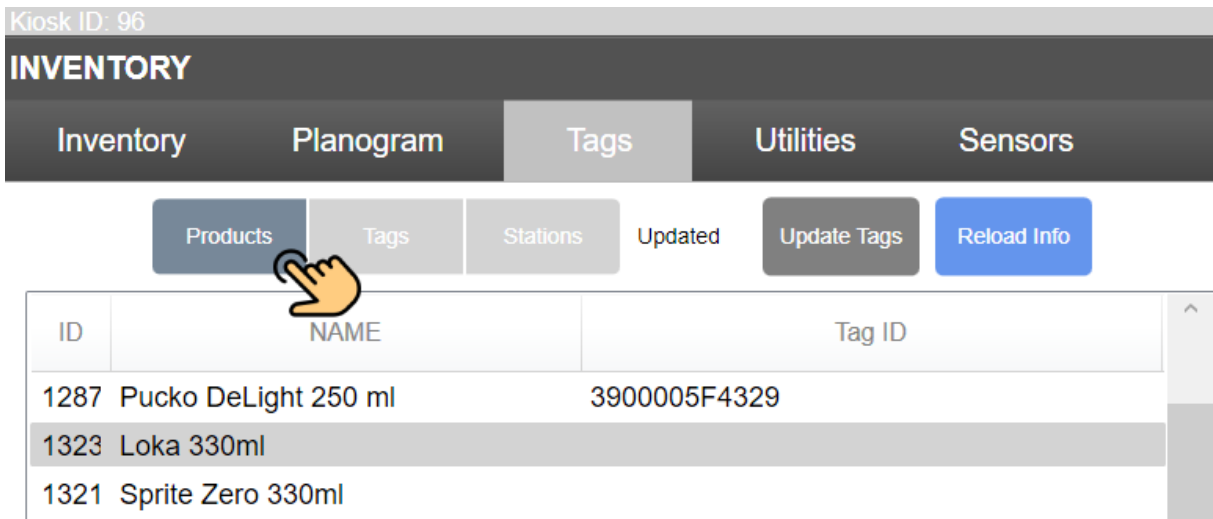 Kiosk ID: 96
INVENTORY
Inventory Planogram Tags Utilities Sensors
Products Tags Stations Updated Update Tags Reload Info
ID NAME Tag ID
1287 Pucko DeLight 250 ml 3900005F4329
1323 Loka 330ml
1321 Sprite Zero 330ml